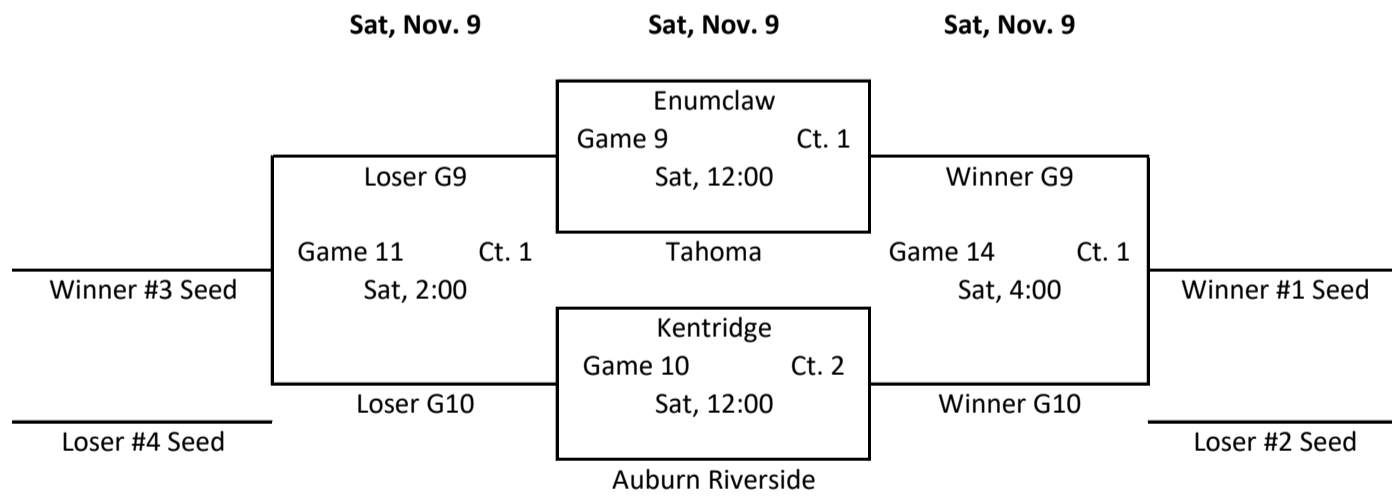 Sat, Nov. 9 Sat, Nov. 9 Sat, Nov. 9
Enumclaw
Game 9 Ct. 1
Loser G9 Sat, 12:00 Winner G9
Game 11 Ct. 1 Tahoma Game 14 Ct. 1
Winner #3 Seed Sat, 2:00 Sat, 4:00 Winner #1 Seed
Kentridge
Game 10 Ct. 2
Loser G10 Sat, 12:00 Winner G10
Loser #4 Seed Loser #2 Seed
Auburn Riverside